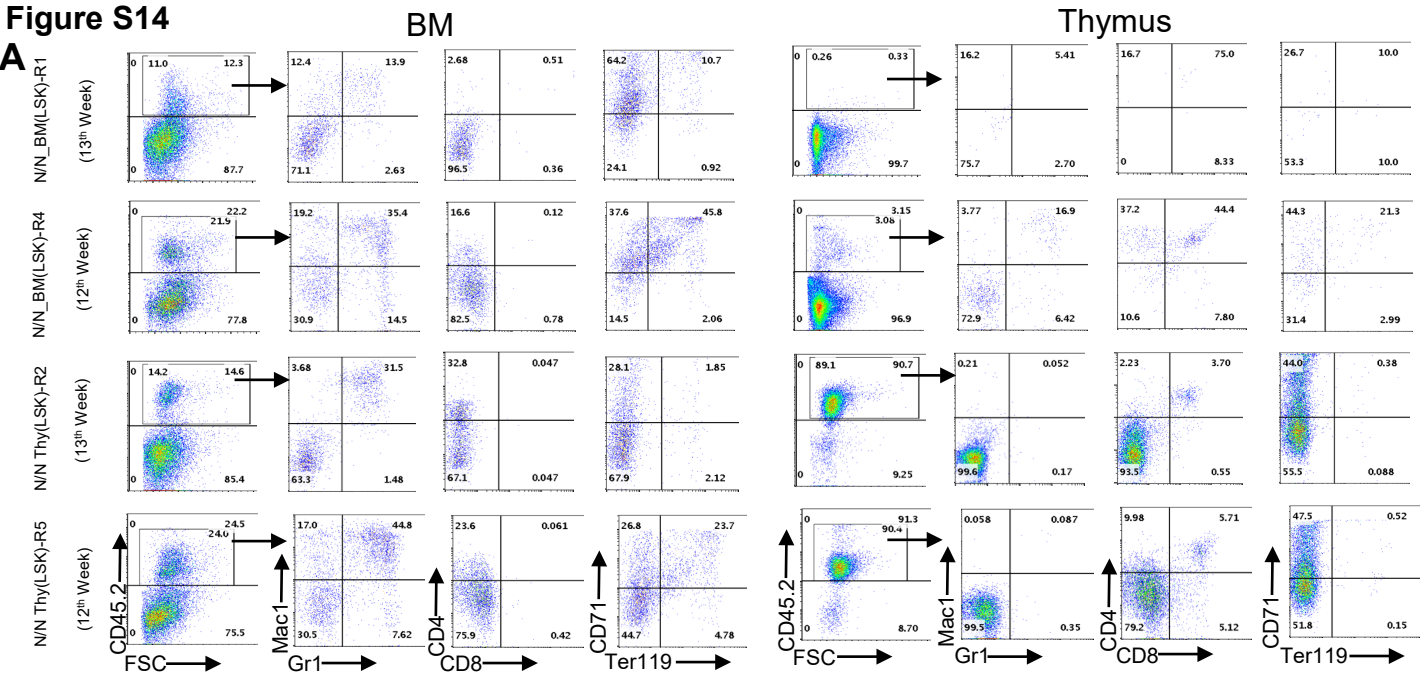 Figure S14
BM
Thymus
A
N/N_BM(LSK)-R1
(13th Week)
0 11.0 12.3
0 87.7
12.4 13.9
71.1 2.63
2.68 0.51
96.5 0.36
64.2 10.7
24.1 0.92
0 0.26 0.33
0 99.7
16.2 5.41
75.7 2.70
16.7 75.0
0 8.33
26.7 10.0
53.3 10.0
N/N_BM(LSK)-R4
(12th Week)
0 22.2
21.9
0 77.8
19.2 35.4
30.9 14.5
16.6 0.12
82.5 0.78
37.6 45.8
14.5 2.06
0 3.15
3.08
0 96.9
3.77 16.9
72.9 6.42
37.2 44.4
10.6 7.80
44.3 21.3
31.4 2.99
N/N Thy(LSK)-R2
(13th Week)
0 14.2 14.6
0 85.4
3.68 31.5
63.3 1.48
32.8 0.047
67.1 0.047
28.1 1.85
67.9 2.12
0 89.1 90.7
0 9.25
0.21 0.052
99.6 0.17
2.23 3.70
93.5 0.55
44.0 0.38
55.5 0.088
N/N Thy(LSK)-R5
(12th Week)
0 24.5
24.0
0 75.5
17.0 44.8
30.5 7.62
23.6 0.061
75.9 0.42
26.8 23.7
44.7 4.78
0 91.3
90.4
0 8.70
0.058 0.087
99.5 0.35
9.98 5.71
79.2 5.12
47.5 0.52
51.8 0.15
CD45.2
Mac1
CD4
CD71
CD45.2
Mac1
CD4
CD71
FSC
Gr1
CD8
Ter119
FSC
Gr1
CD8
Ter119